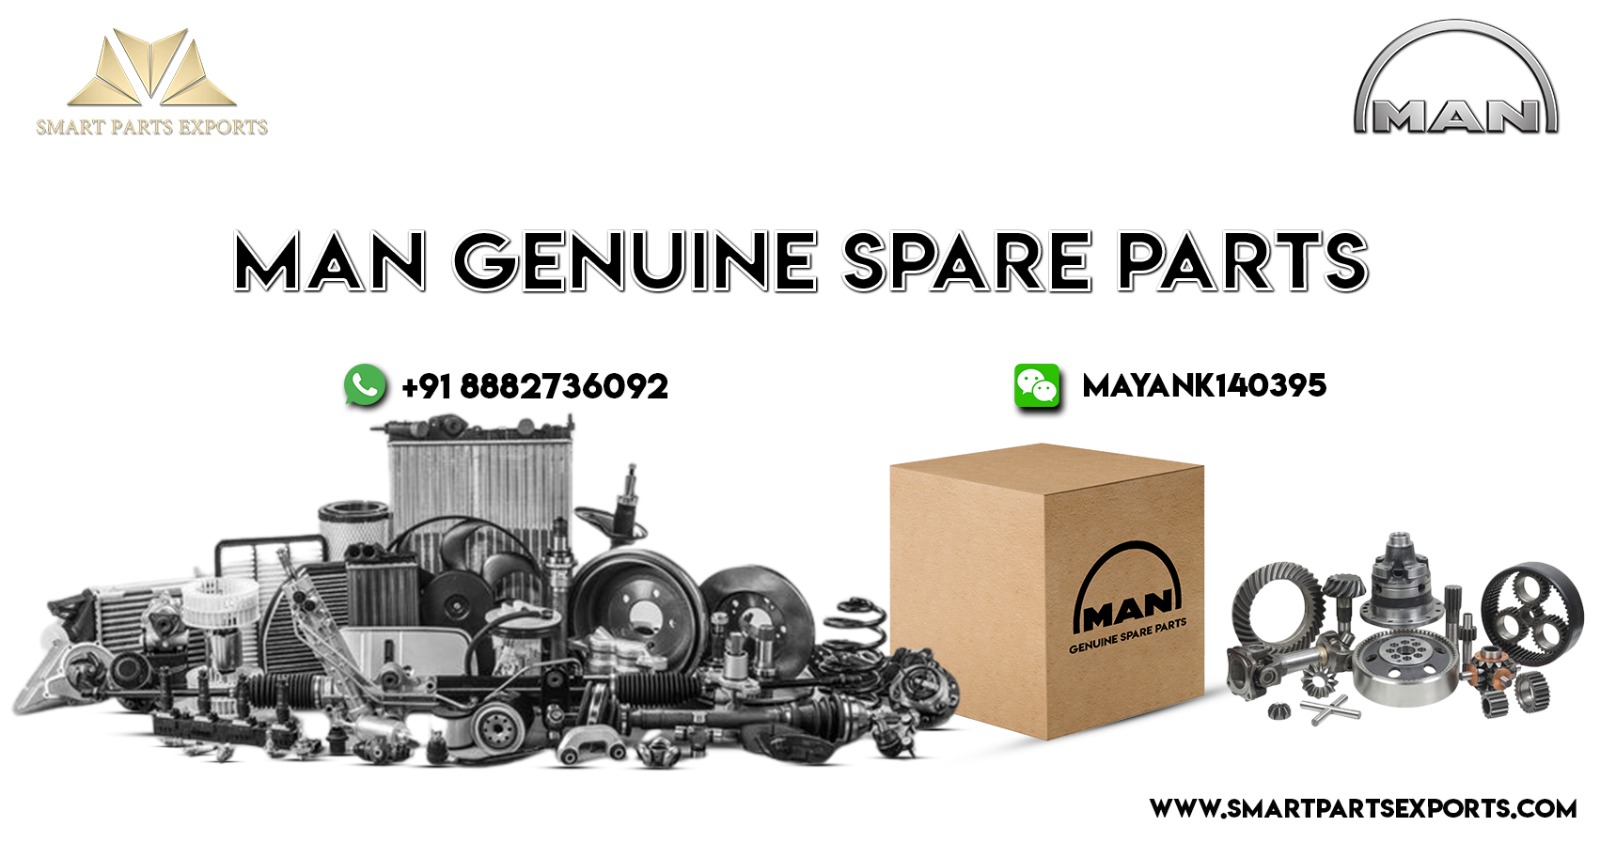 SMART PARTS EXPORTS
MAN
MAN GENUINE SPARE PARTS
+91 8882736092
MAYANK140395
MAN
GENUINE SPARE PARTS
WWW.SMARTPARTSEXPORTS.COM